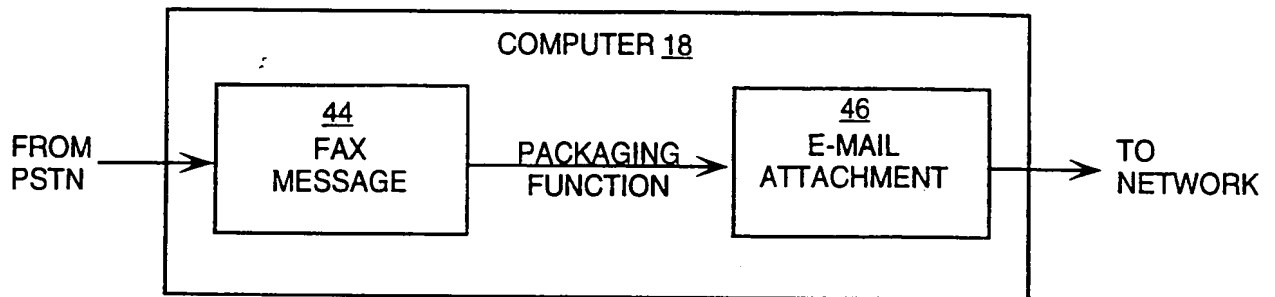 COMPUTER 18
FROM
PSTN
44
FAX
MESSAGE
PACKAGING
FUNCTION
46
E-MAIL
ATTACHMENT
TO
NETWORK